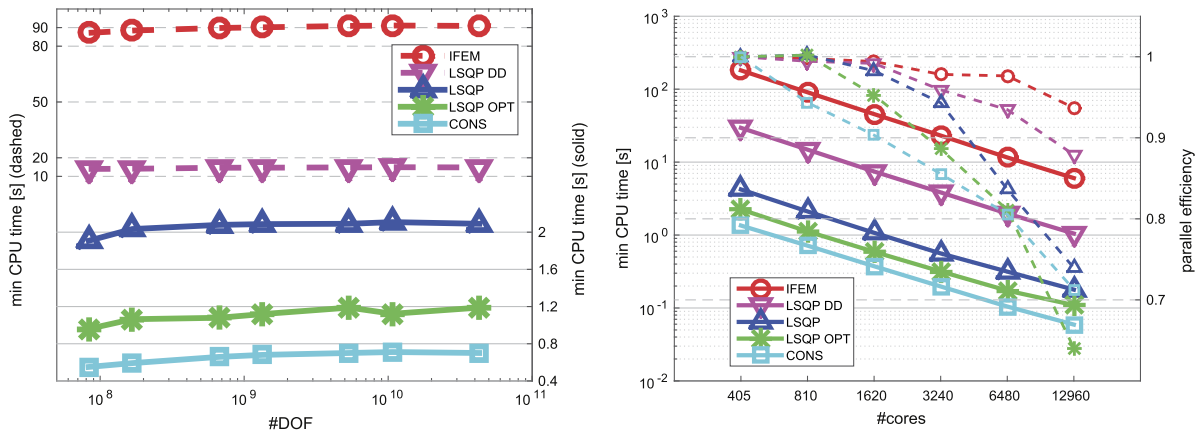 min CPU time [s] (dashed)
90
80
50
20
10
IFEM
LSQP DD
LSQP
LSQP OPT
CONS
2
1.6
1.2
0.8
0.4
min CPU time [s] (solid)
10^8
10^9
10^10
10^11
#DOF
min CPU time [s]
10^3
10^2
10^1
10^0
10^-1
10^-2
IFEM
LSQP DD
LSQP
LSQP OPT
CONS
1
0.9
0.8
0.7
parallel efficiency
405
810
1620
3240
6480
12960
#cores